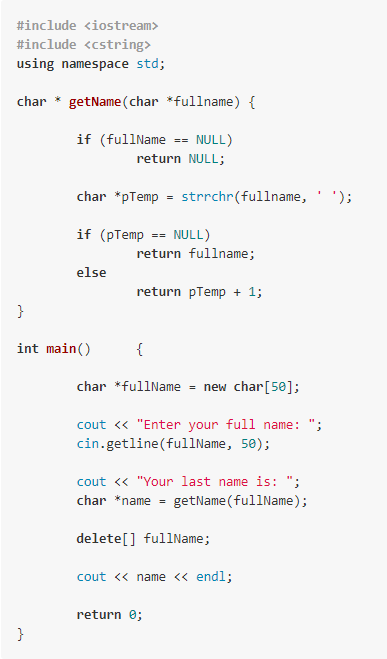 #include <iostream>
#include <cstring>
using namespace std;
char * getName(char *fullname) {
if (fullName == NULL)
return NULL;
char *pTemp = strrchr(fullname, ' ');
if (pTemp == NULL)
return fullname;
else
return pTemp + 1;
}
int main() {
char *fullName = new char[50];
cout << "Enter your full name: ";
cin.getline(fullName, 50);
cout << "Your last name is: ";
char *name = getName(fullName);
delete[] fullName;
cout << name << endl;
return 0;
}